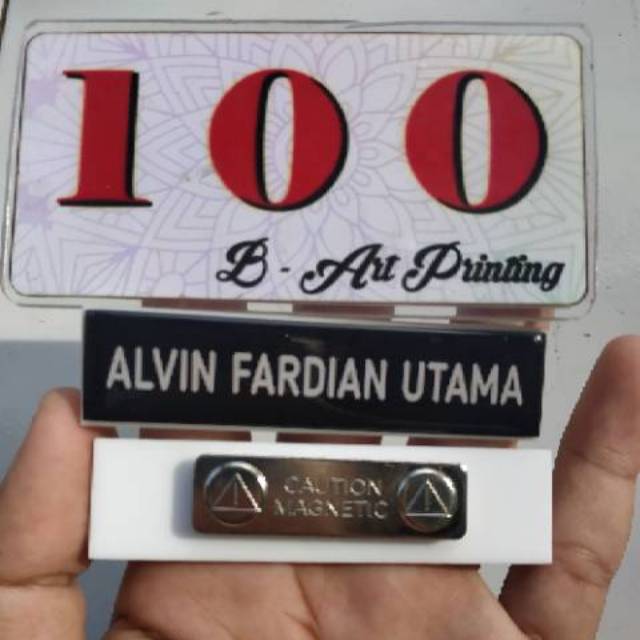 100
B - Art Printing
ALVIN FARDIAN UTAMA
CAUTION
MAGNETIC